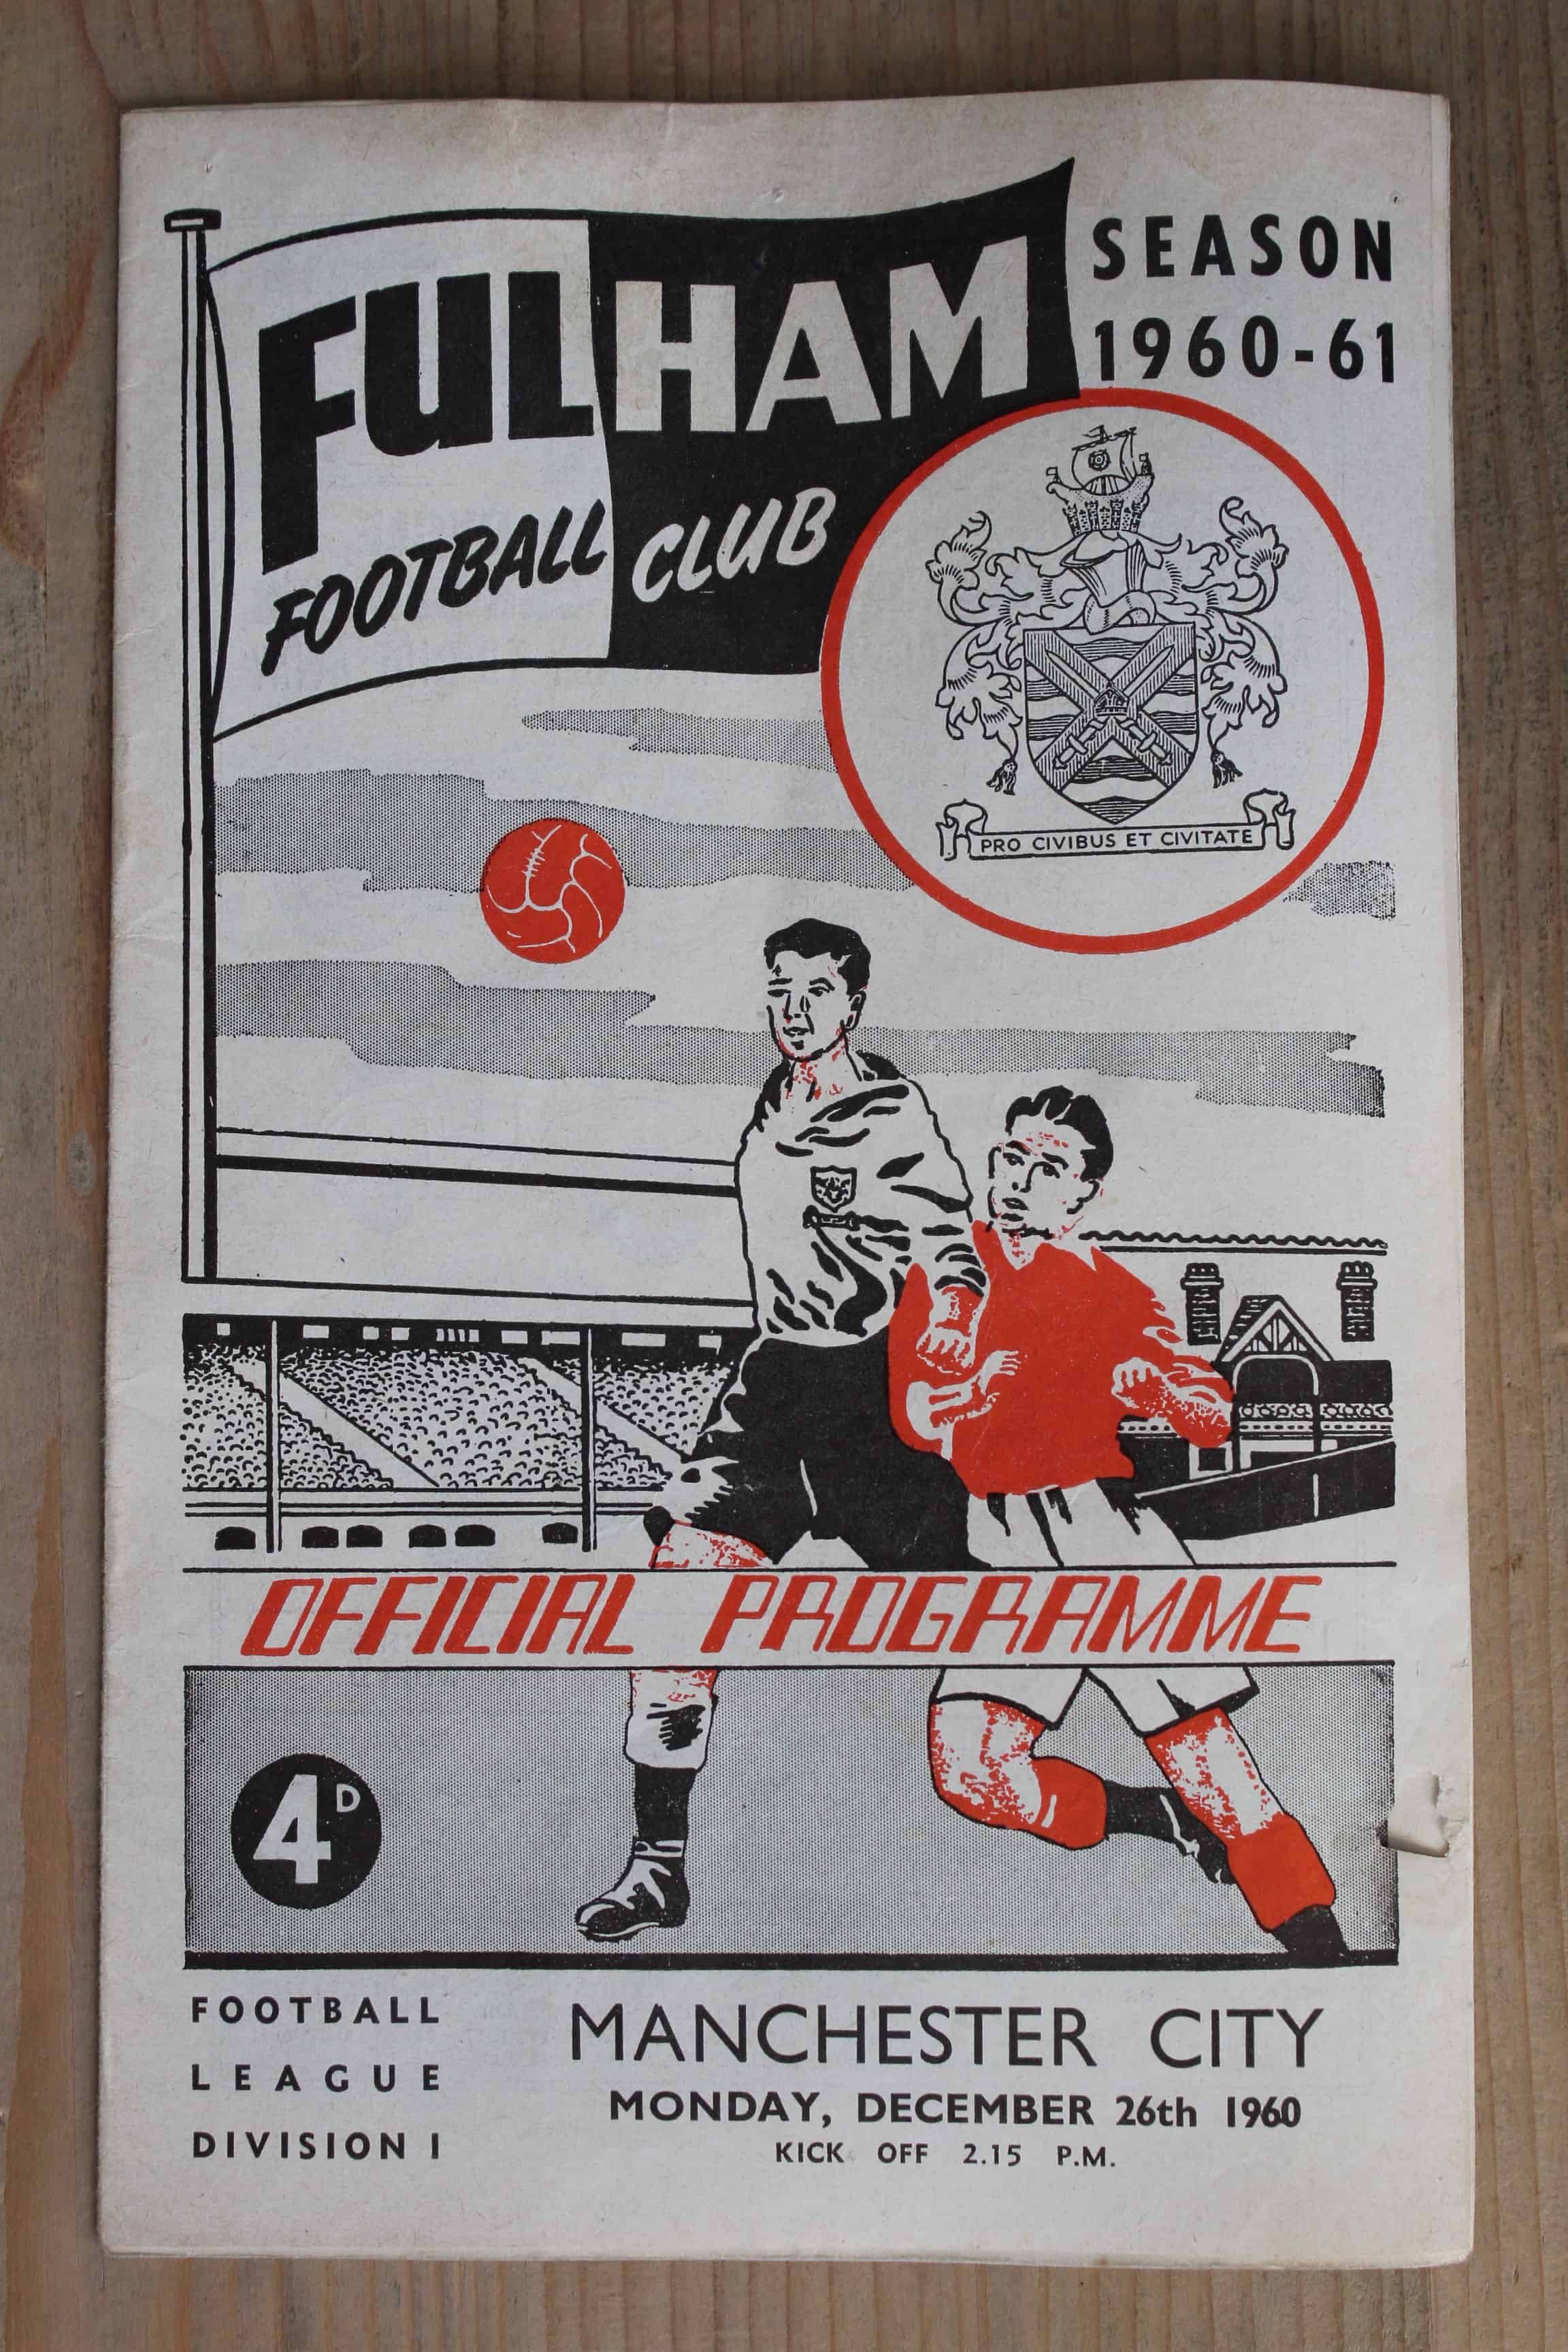 FULHAM
FOOTBALL CLUB
SEASON
1960-61
PRO CIVIBUS ET CIVITATE
OFFICIAL PROGRAMME
4D
FOOTBALL
LEAGUE
DIVISION I
MANCHESTER CITY
MONDAY, DECEMBER 26th 1960
KICK OFF 2.15 P.M.